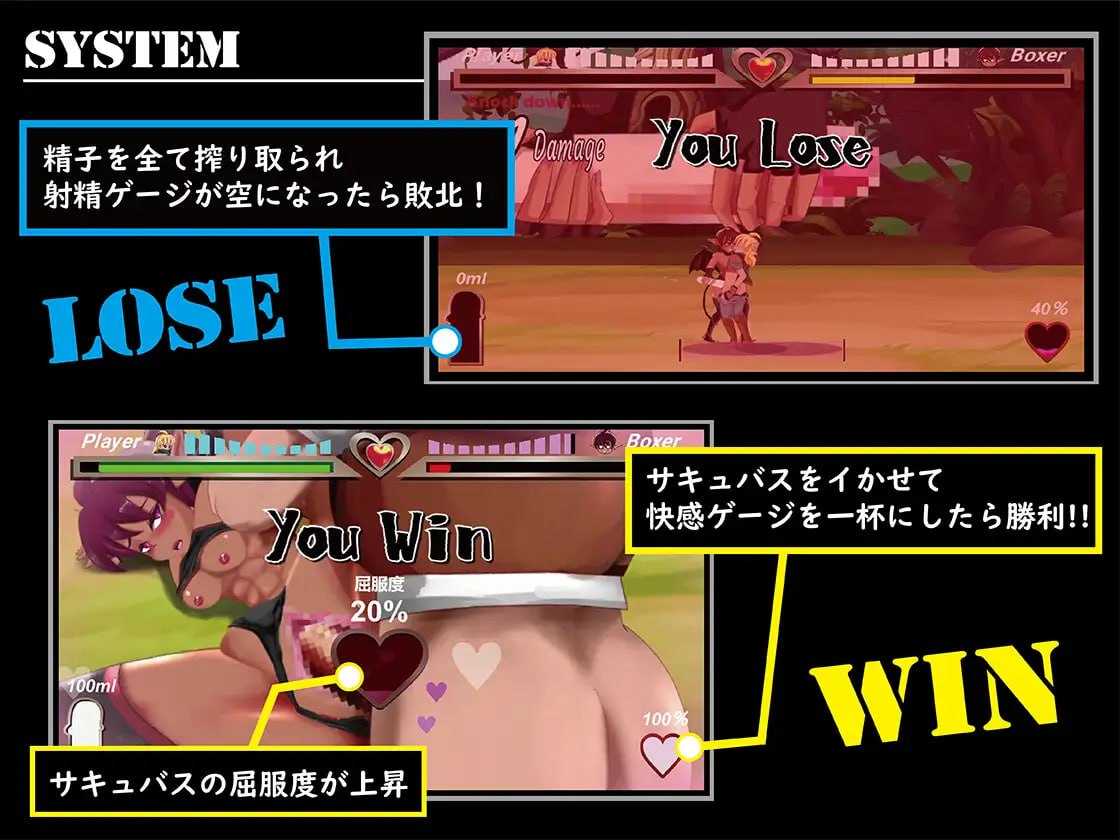 SYSTEM
Player
Boxer
Knock down......
Damage
You Lose
精子を全て搾り取られ
射精ゲージが空になったら敗北！
LOSE
0ml
40%
Player
Boxer
You Win
サキュバスをイかせて
快感ゲージを一杯にしたら勝利!!
屈服度
20%
WIN
100ml
100%
サキュバスの屈服度が上昇